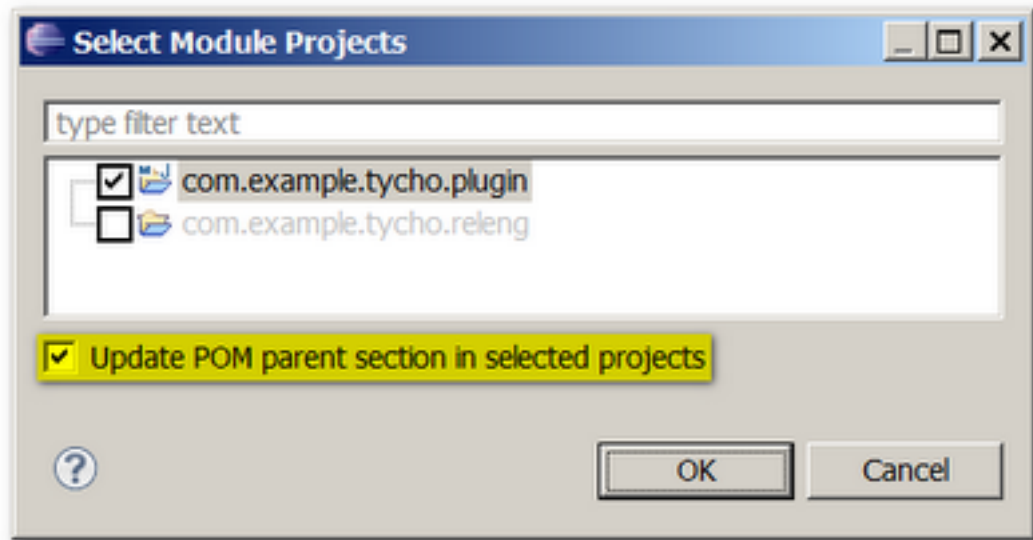 Select Module Projects
type filter text
com.example.tycho.plugin
com.example.tycho.releng
Update POM parent section in selected projects
?
OK
Cancel